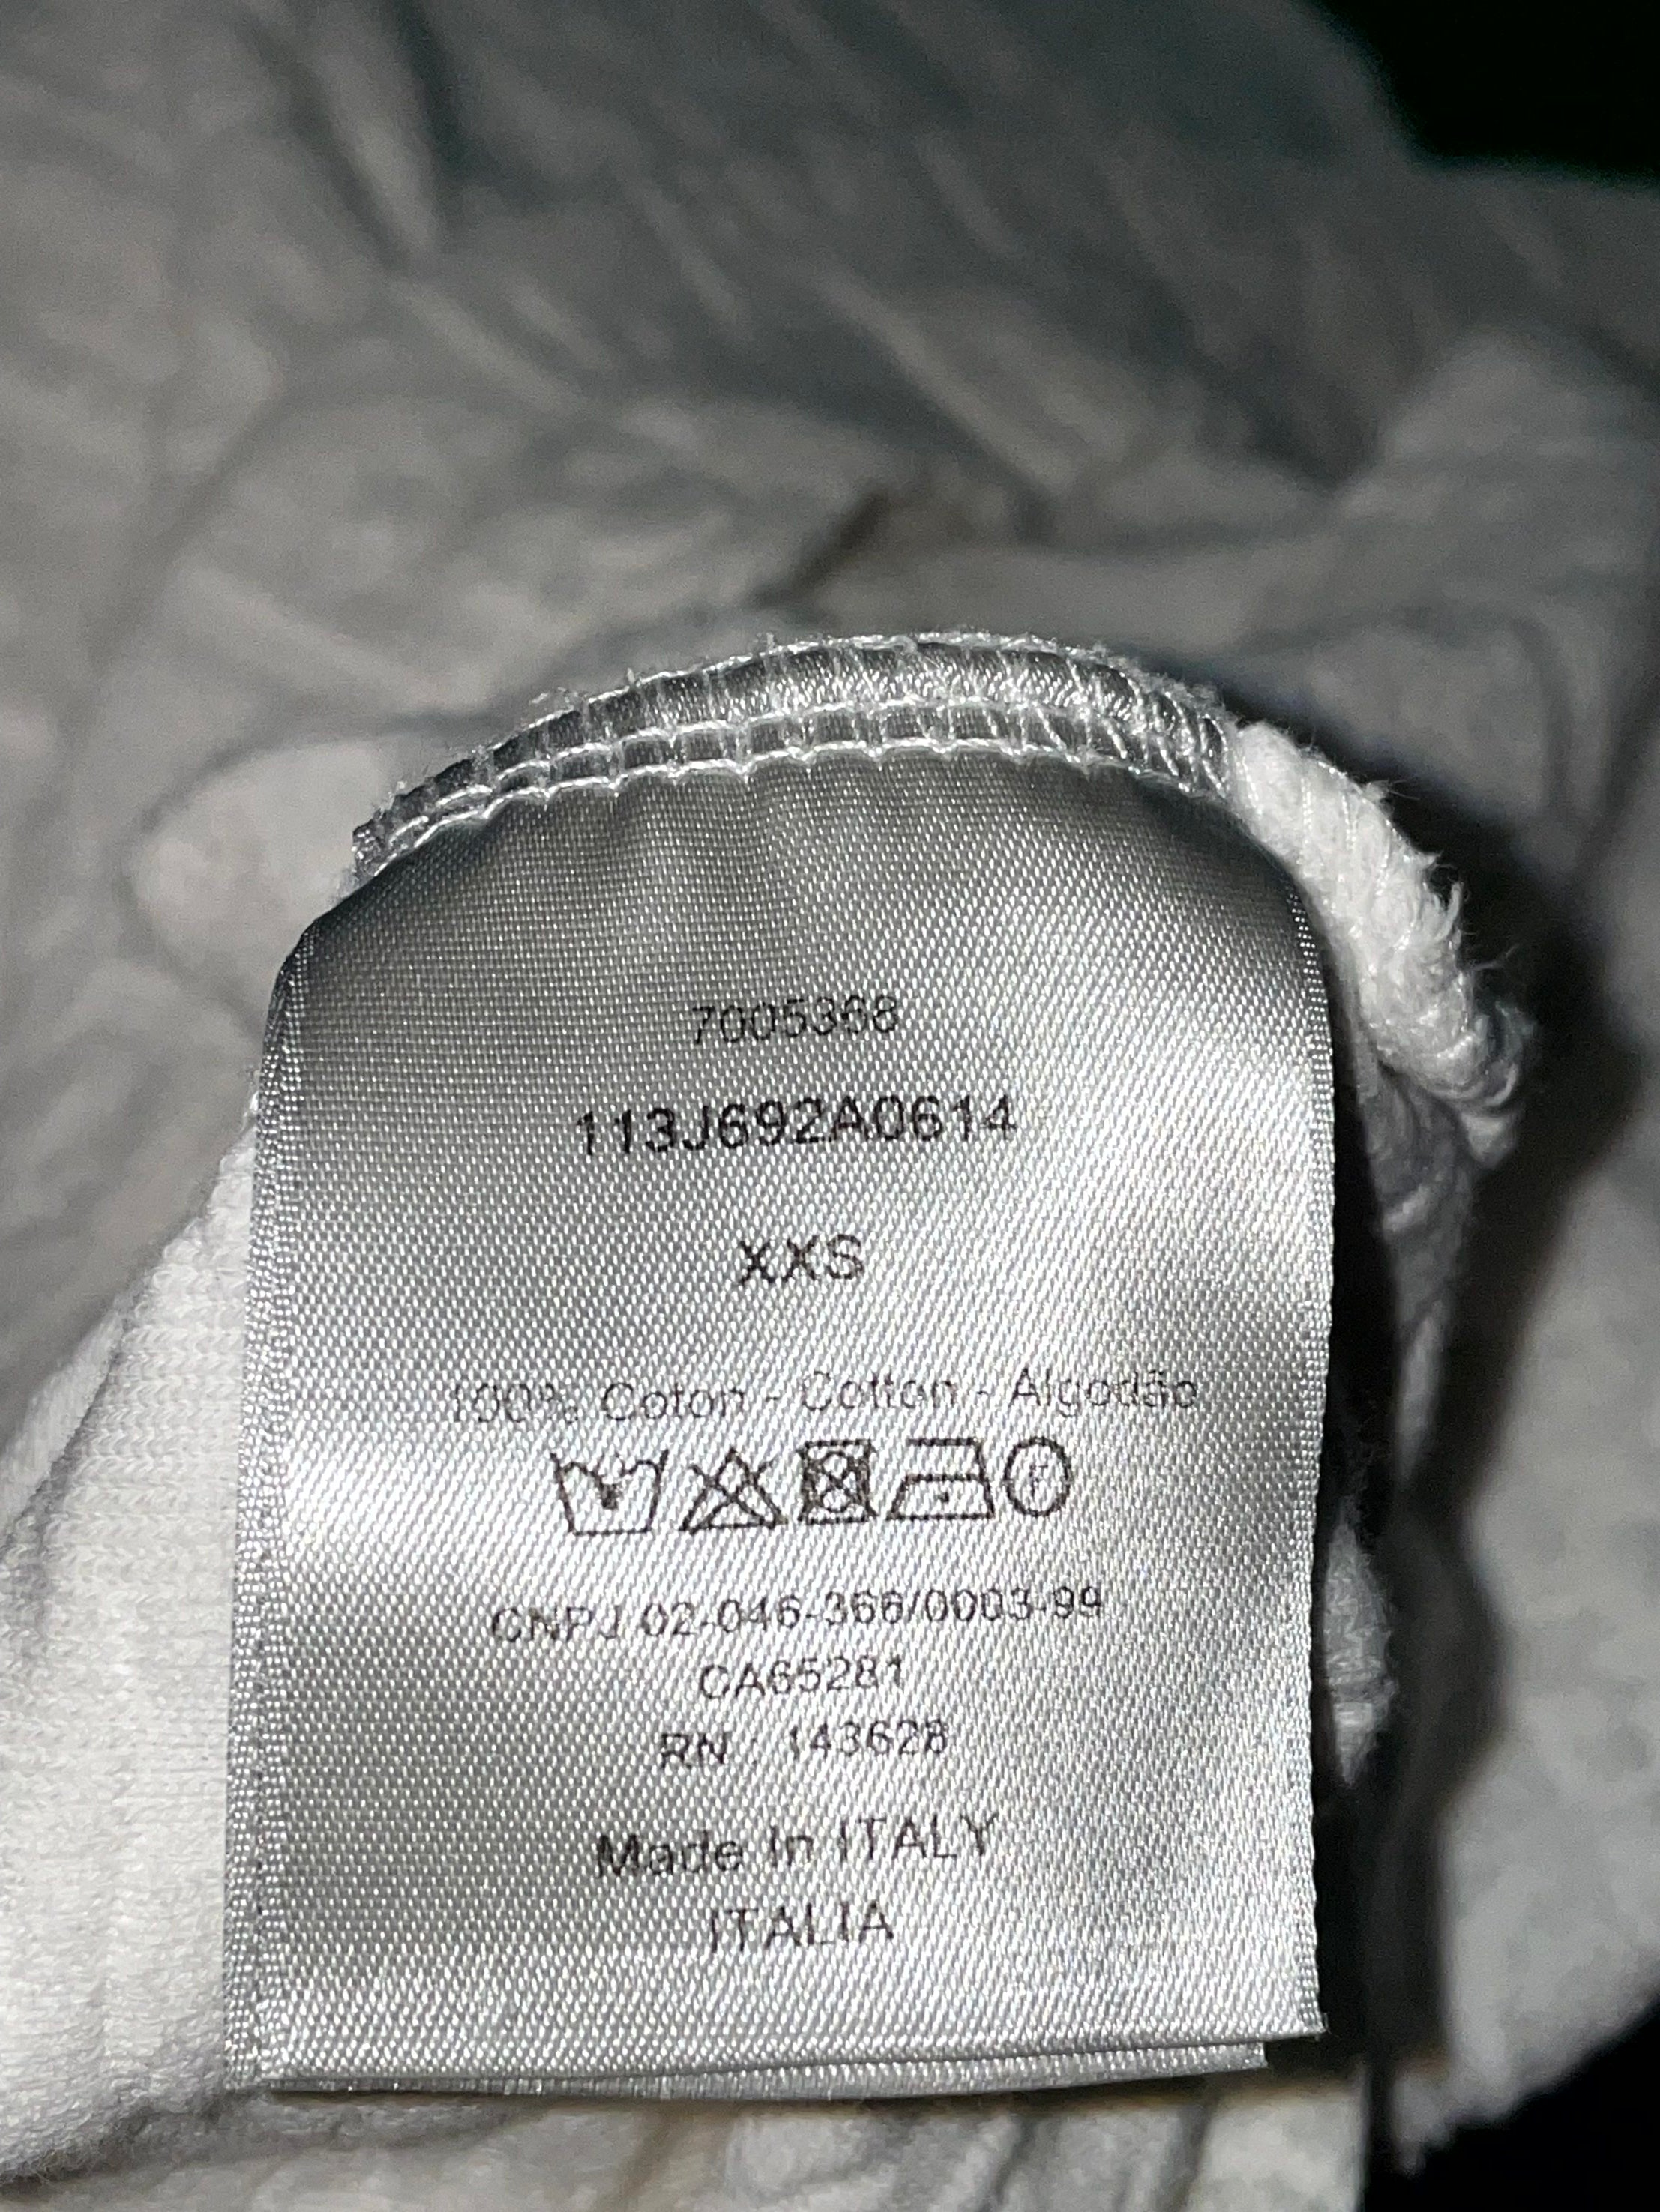 7005368
113J692A0614
XXS
100% Coton - Cotton - Algodão
P
CNPJ 02-046-366/0003-99
CA65281
RN : 143628
Made In ITALY
ITALIA